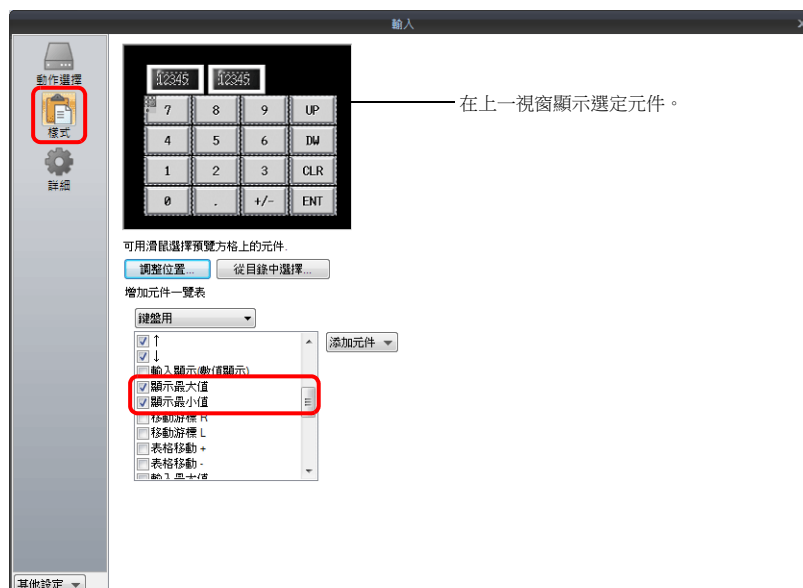 輸入
動作選擇
樣式
詳細
12345 12345
7 8 9 UP
4 5 6 DW
1 2 3 CLR
0 . +/- ENT
在上一視窗顯示選定元件。
可用滑鼠選擇預覽方格上的元件.
調整位置... 從目錄中選擇...
增加元件一覽表
鍵盤用
↑
添加元件
↓
輸入顯示(數值顯示)
顯示最大值
顯示最小值
移動游標 R
移動游標 L
表格移動 +
表格移動 -
輸入最大值
其他設定